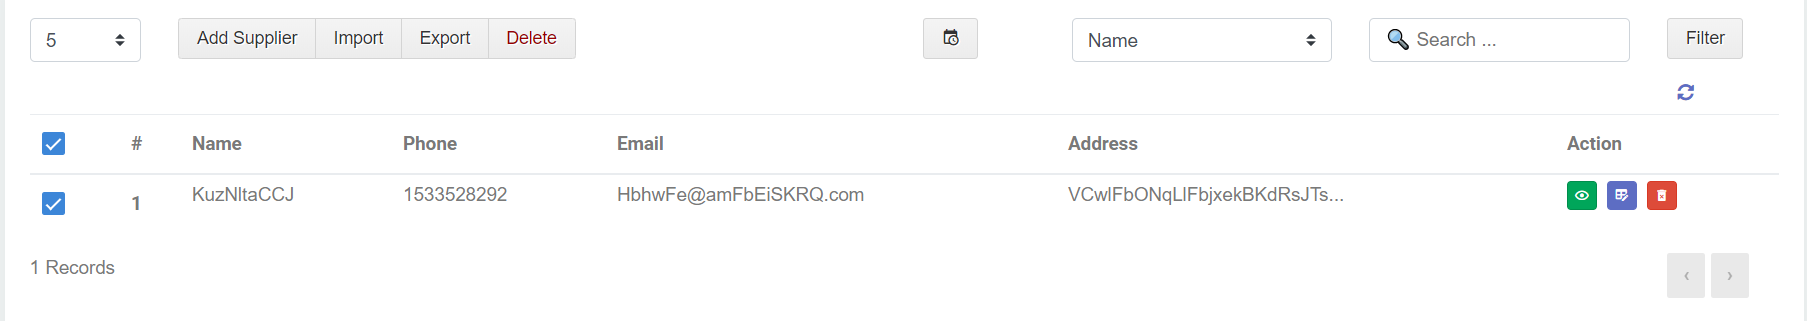 5 Add Supplier Import Export Delete Name Search ... Filter
# Name Phone Email Address Action
1 KuzNltaCCJ 1533528292 HbhwFe@amFbEiSKRQ.com VCwlFbONqLlFbjxekBKdRsJTs...
1 Records ‹ ›